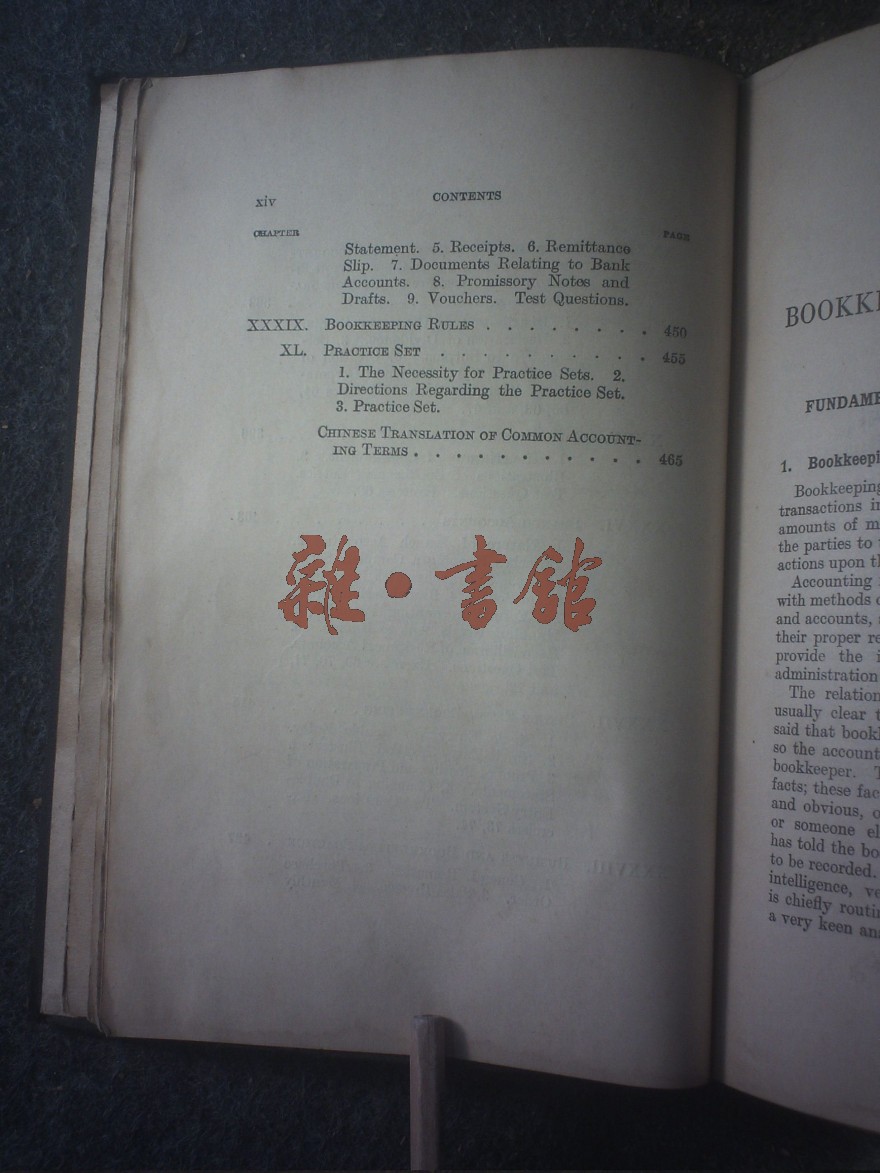 xiv CONTENTS
CHAPTER PAGE
Statement. 5. Receipts. 6. Remittance
Slip. 7. Documents Relating to Bank
Accounts. 8. Promissory Notes and
Drafts. 9. Vouchers. Test Questions.
XXXIX. BOOKKEEPING RULES . . . . . . . . 450
XL. PRACTICE SET . . . . . . . . . . 455
1. The Necessity for Practice Sets. 2.
Directions Regarding the Practice Set.
3. Practice Set.
CHINESE TRANSLATION OF COMMON ACCOUNT-
ING TERMS . . . . . . . . . . . 465
雜·書館
BOOKK
FUNDAM
1. Bookkeepi
Bookkeeping
transactions i
amounts of m
the parties to
actions upon t
Accounting
with methods
and accounts,
their proper re
provide the i
administration
The relation
usually clear t
said that book
so the account
bookkeeper. T
facts; these fac
and obvious, o
or someone el
has told the bo
to be recorded.
intelligence, ve
is chiefly routi
a very keen an